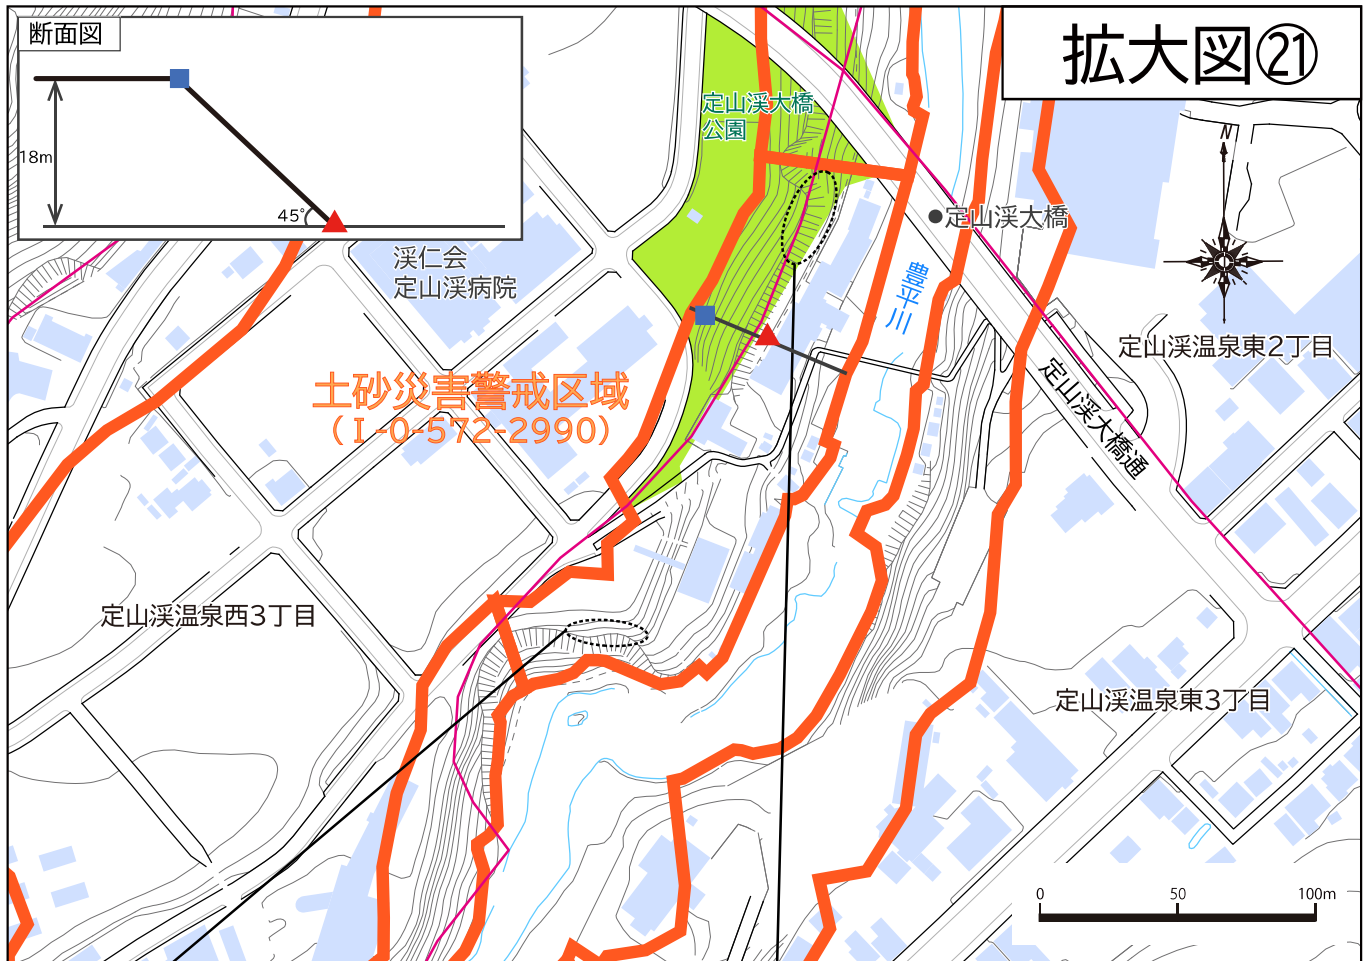 断面図
18m
45°
拡大図㉑
定山渓大橋
公園
N
定山渓大橋
渓仁会
定山渓病院
豊平川
定山渓温泉東2丁目
土砂災害警戒区域
（I-0-572-2990）
定山渓大橋通
定山渓温泉西3丁目
定山渓温泉東3丁目
0 50 100m